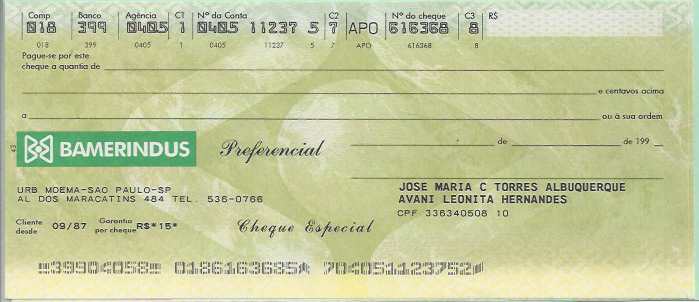 Comp Banco Agência C1 Nº da Conta C2 Nº do cheque C3 R$
018 399 0405 1 0405 11237 5 7 APO 616368 8
018 399 0405 1 0405 11237 5 7 APO 616368 8
Pague-se por este
cheque a quantia de
e centavos acima
a ou à sua ordem
de de 199
43
BAMERINDUS Preferencial
URB MOEMA-SAO PAULO-SP
AL DOS MARACATINS 484 TEL. 536-0766
JOSE MARIA C TORRES ALBUQUERQUE
AVANI LEONITA HERNANDES
CPF 336340508 10
Cliente desde 09/87 Garantia por cheque R$*15*
Cheque Especial
39904058 0186163685 704051123752